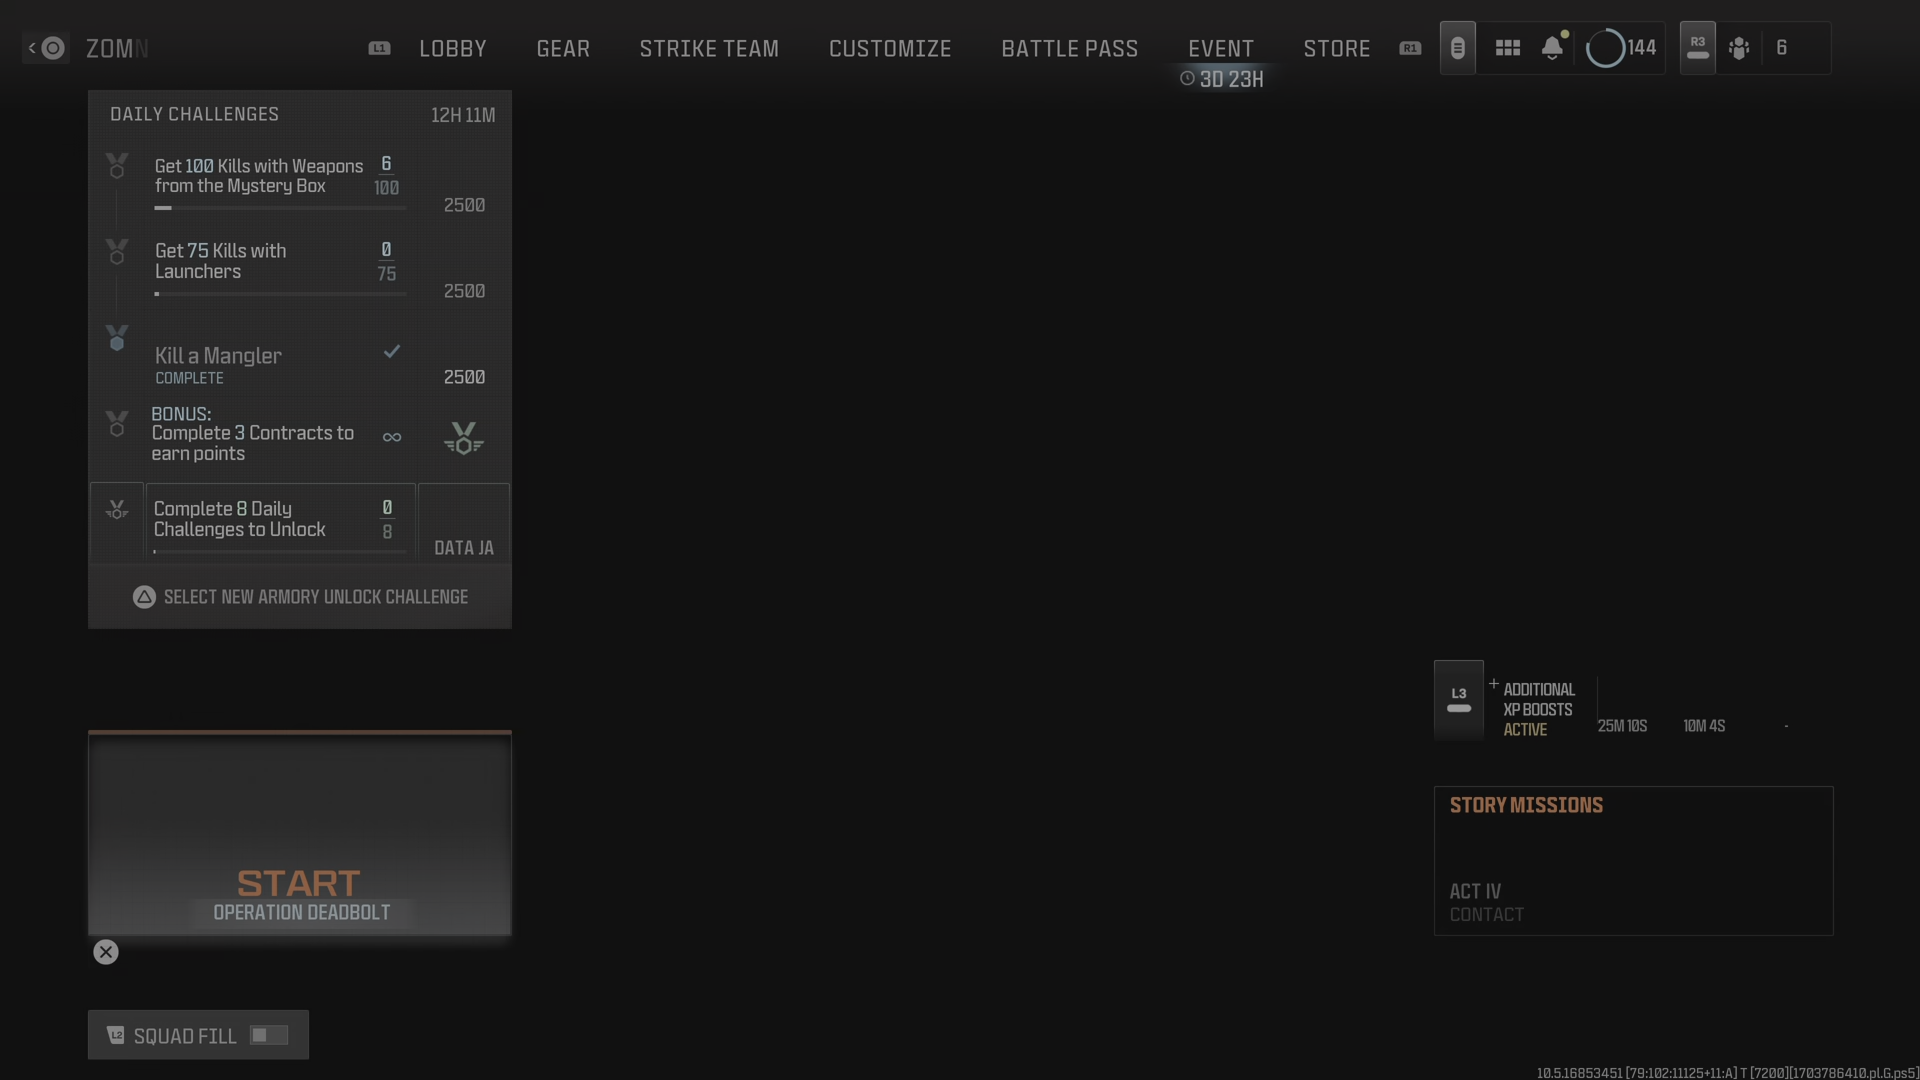 ZOMN
L1
LOBBY
GEAR
STRIKE TEAM
CUSTOMIZE
BATTLE PASS
EVENT
STORE
R1
144
R3
6
3D 23H
DAILY CHALLENGES
12H 11M
Get 100 Kills with Weapons
from the Mystery Box
6
100
2500
Get 75 Kills with
Launchers
0
75
2500
Kill a Mangler
COMPLETE
2500
BONUS:
Complete 3 Contracts to
earn points
∞
Complete 8 Daily
Challenges to Unlock
0
8
DATA JA
SELECT NEW ARMORY UNLOCK CHALLENGE
L3
+ ADDITIONAL
XP BOOSTS
ACTIVE
25M 10S
10M 4S
-
STORY MISSIONS
ACT IV
CONTACT
START
OPERATION DEADBOLT
L2
SQUAD FILL
10.5.16853451 [79:102:11125+11:A] T [7200][1703786410.pl.G.ps5]